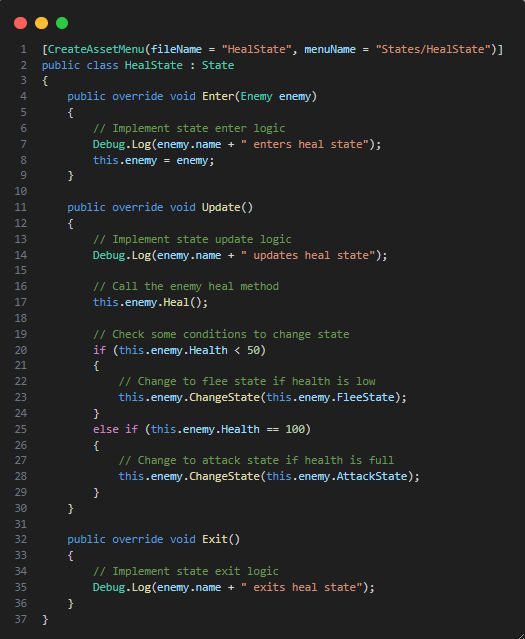 1 [CreateAssetMenu(fileName = "HealState", menuName = "States/HealState")]
2 public class HealState : State
3 {
4     public override void Enter(Enemy enemy)
5     {
6         // Implement state enter logic
7         Debug.Log(enemy.name + " enters heal state");
8         this.enemy = enemy;
9     }
10
11     public override void Update()
12     {
13         // Implement state update logic
14         Debug.Log(enemy.name + " updates heal state");
15
16         // Call the enemy heal method
17         this.enemy.Heal();
18
19         // Check some conditions to change state
20         if (this.enemy.Health < 50)
21         {
22             // Change to flee state if health is low
23             this.enemy.ChangeState(this.enemy.FleeState);
24         }
25         else if (this.enemy.Health == 100)
26         {
27             // Change to attack state if health is full
28             this.enemy.ChangeState(this.enemy.AttackState);
29         }
30     }
31
32     public override void Exit()
33     {
34         // Implement state exit logic
35         Debug.Log(enemy.name + " exits heal state");
36     }
37 }